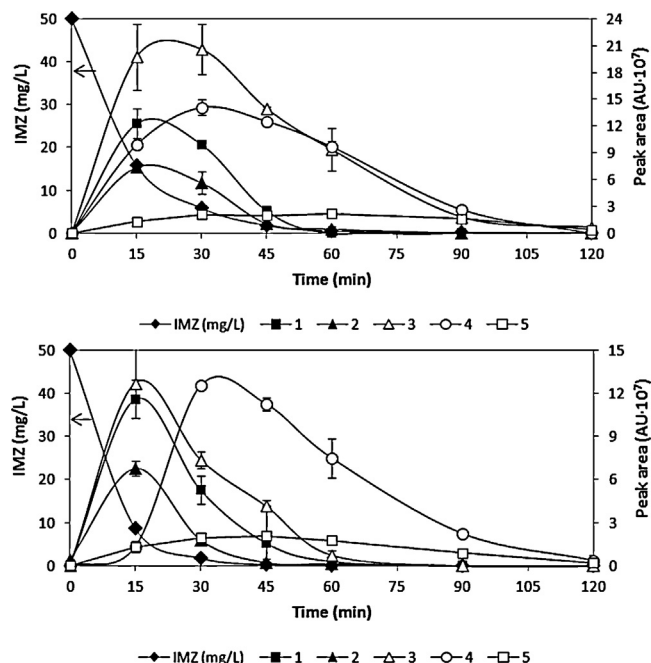 50 24
40 21
30 18
20 15
10 12
0 9
6
3
0
IMZ (mg/L)
Peak area (AU·10⁷)
0 15 30 45 60 75 90 105 120
Time (min)
IMZ (mg/L) 1 2 3 4 5
50 15
40 12
30 9
20 6
10 3
0 0
IMZ (mg/L)
Peak area (AU·10⁷)
0 15 30 45 60 75 90 105 120
Time (min)
IMZ (mg/L) 1 2 3 4 5